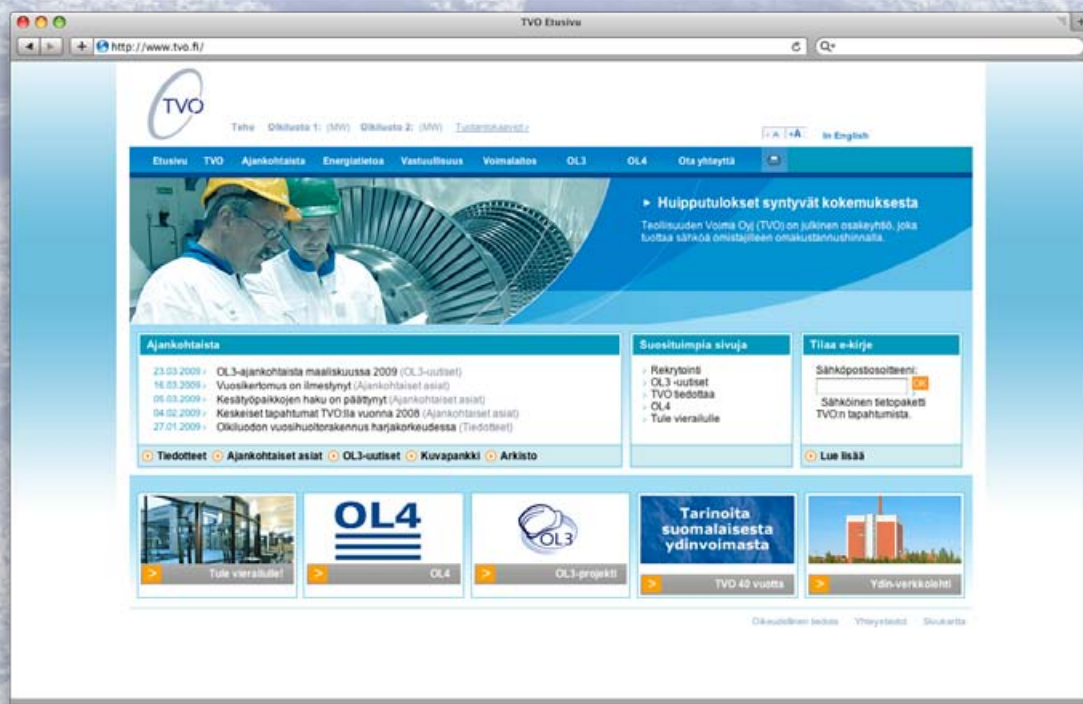 TVO Etusivu
http://www.tvo.fi/
TVO
Teho Olkiluoto 1: (MW) Olkiluoto 2: (MW)
A +A In English
Etusivu TVO Ajankohtaista Energiatietoa Vastuullisuus Voimalaitos OL3 OL4 Ota yhteyttä
Huipputulokset syntyvät kokemuksesta
Teollisuuden Voima Oyj (TVO) on julkinen osakeyhtiö, joka
tuottaa sähköä omistajilleen omakustannushinnalla.
Ajankohtaista
23.03.2009 OL3-ajankohtaista maaliskuussa 2009 (OL3-uutiset)
16.03.2009 Vuosikertomus on ilmestynyt (Ajankohtaiset asiat)
05.03.2009 Kesätyöpaikkojen haku on päättynyt (Ajankohtaiset asiat)
04.02.2009 Keskeiset tapahtumat TVO:lla vuonna 2008 (Ajankohtaiset asiat)
27.01.2009 Olkiluodon vuosihuoltorakennus harjakorkeudessa (Tiedotteet)
Tiedotteet Ajankohtaiset asiat OL3-uutiset Kuvapankki Arkisto
Suosituimpia sivuja
Rekrytointi
OL3 -uutiset
TVO tiedottaa
OL4
Tule vierailulle
Tilaa e-kirje
Sähköpostiosoitteeni:
OK
Sähköinen tietopaketti
TVO:n tapahtumista.
Lue lisää
Tule vierailulle!
OL4
OL4
OL3
OL3-projekti
Tarinoita
suomalaisesta
ydinvoimasta
TVO 40 vuotta
Ydin-verkkolehti
Oikeudellinen tiedote Yhteystiedot Sivukartta